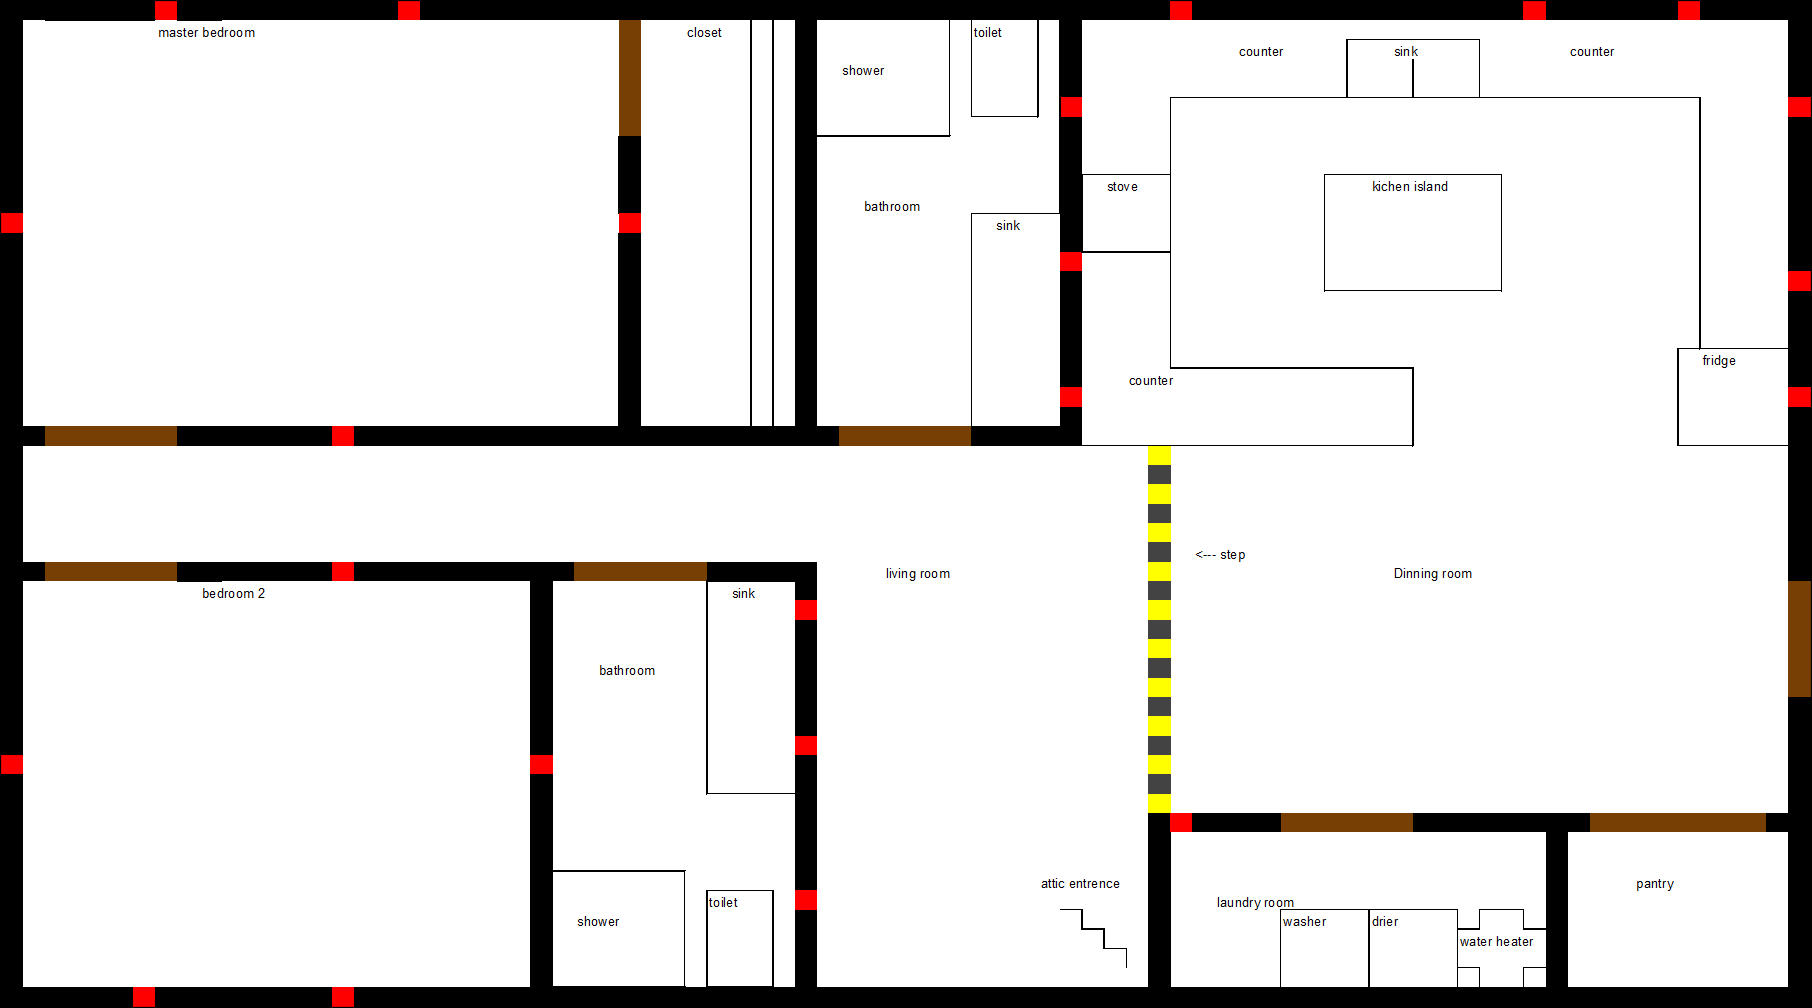 master bedroom
closet
toilet
shower
counter
sink
counter
stove
kichen island
bathroom
sink
fridge
counter
<--- step
living room
Dinning room
bedroom 2
sink
bathroom
attic entrence
pantry
laundry room
toilet
shower
washer
drier
water heater